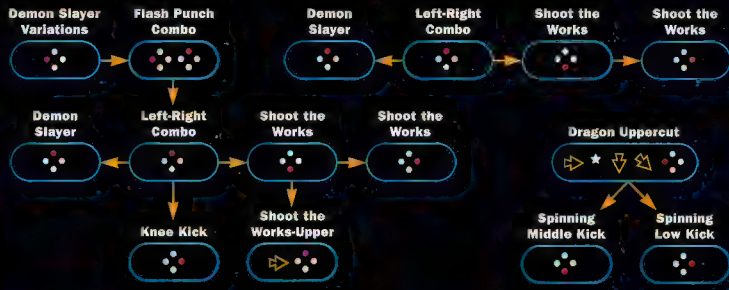 Demon Slayer
Variations
Flash Punch
Combo
Demon
Slayer
Left-Right
Combo
Shoot the
Works
Shoot the
Works
Demon
Slayer
Left-Right
Combo
Shoot the
Works
Shoot the
Works
Dragon Uppercut
Knee Kick
Shoot the
Works-Upper
Spinning
Middle Kick
Spinning
Low Kick